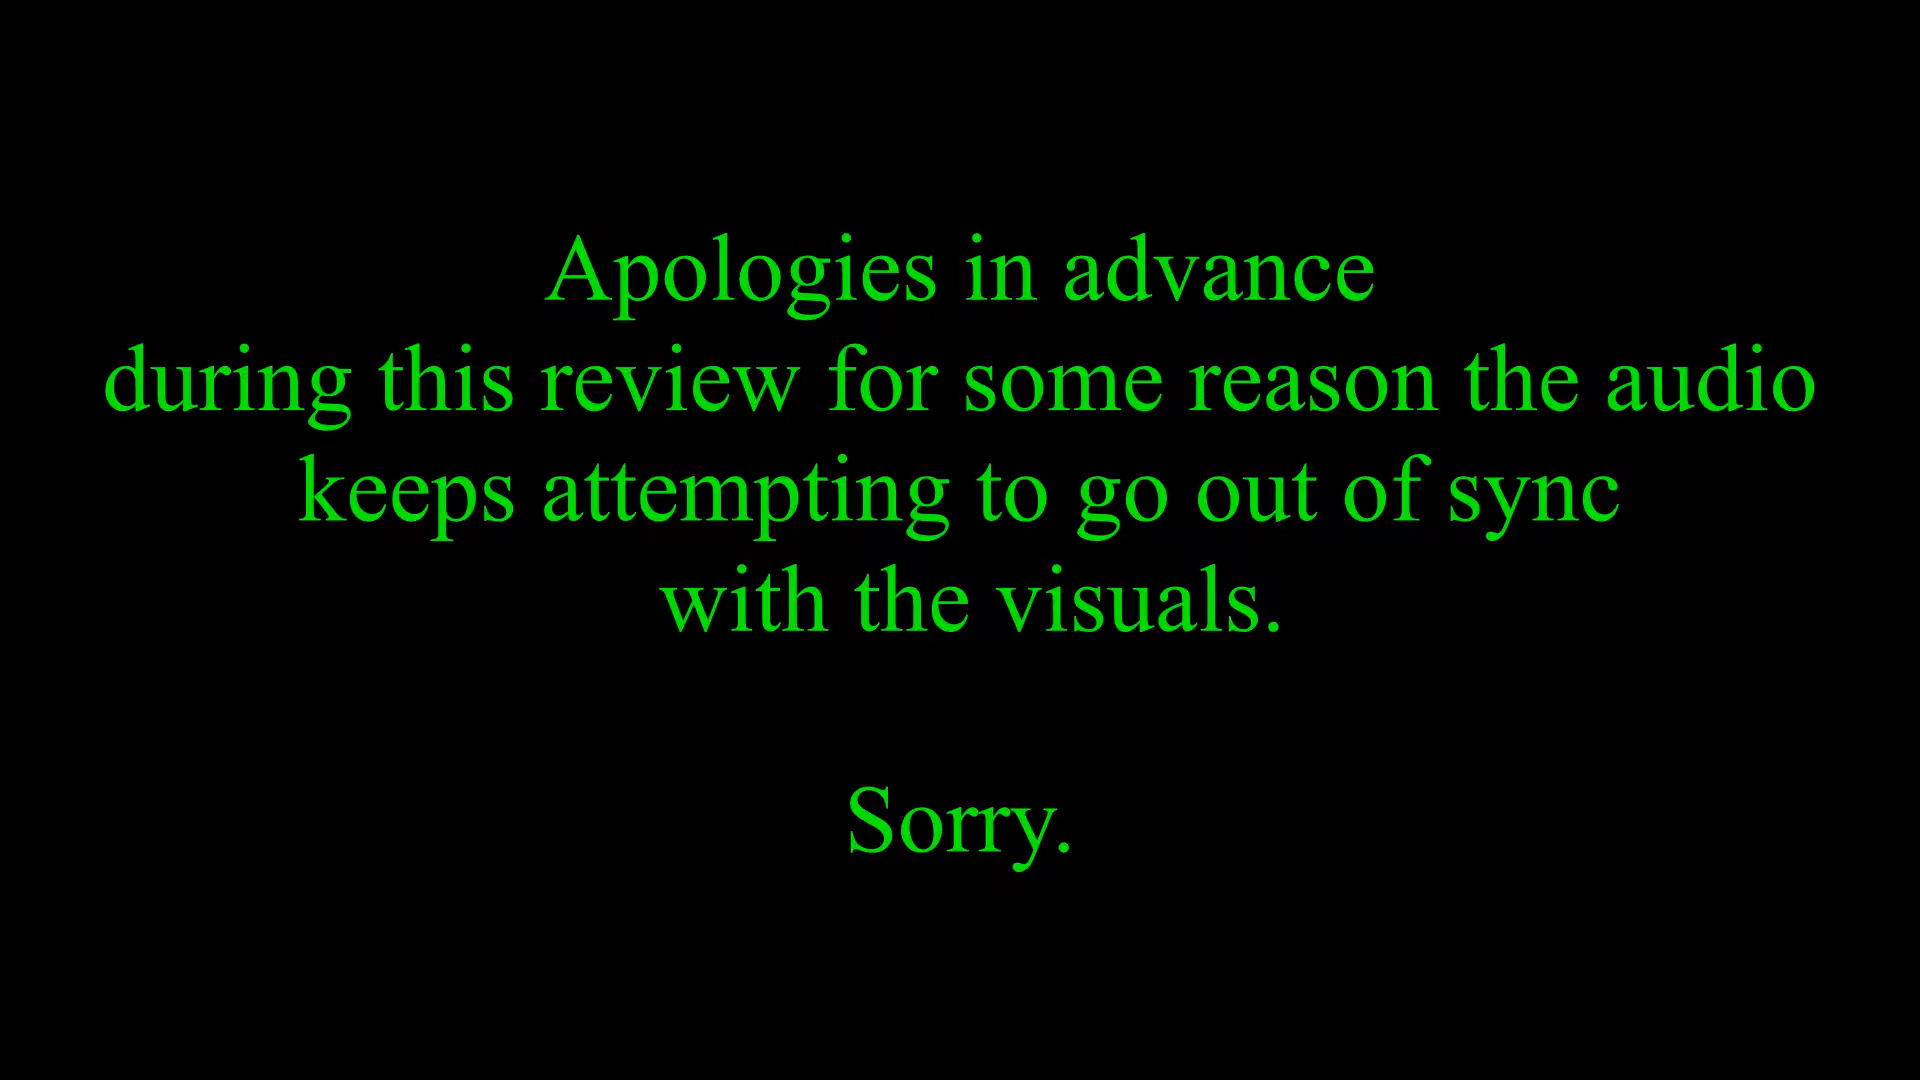 Apologies in advance
during this review for some reason the audio
keeps attempting to go out of sync
with the visuals.
Sorry.